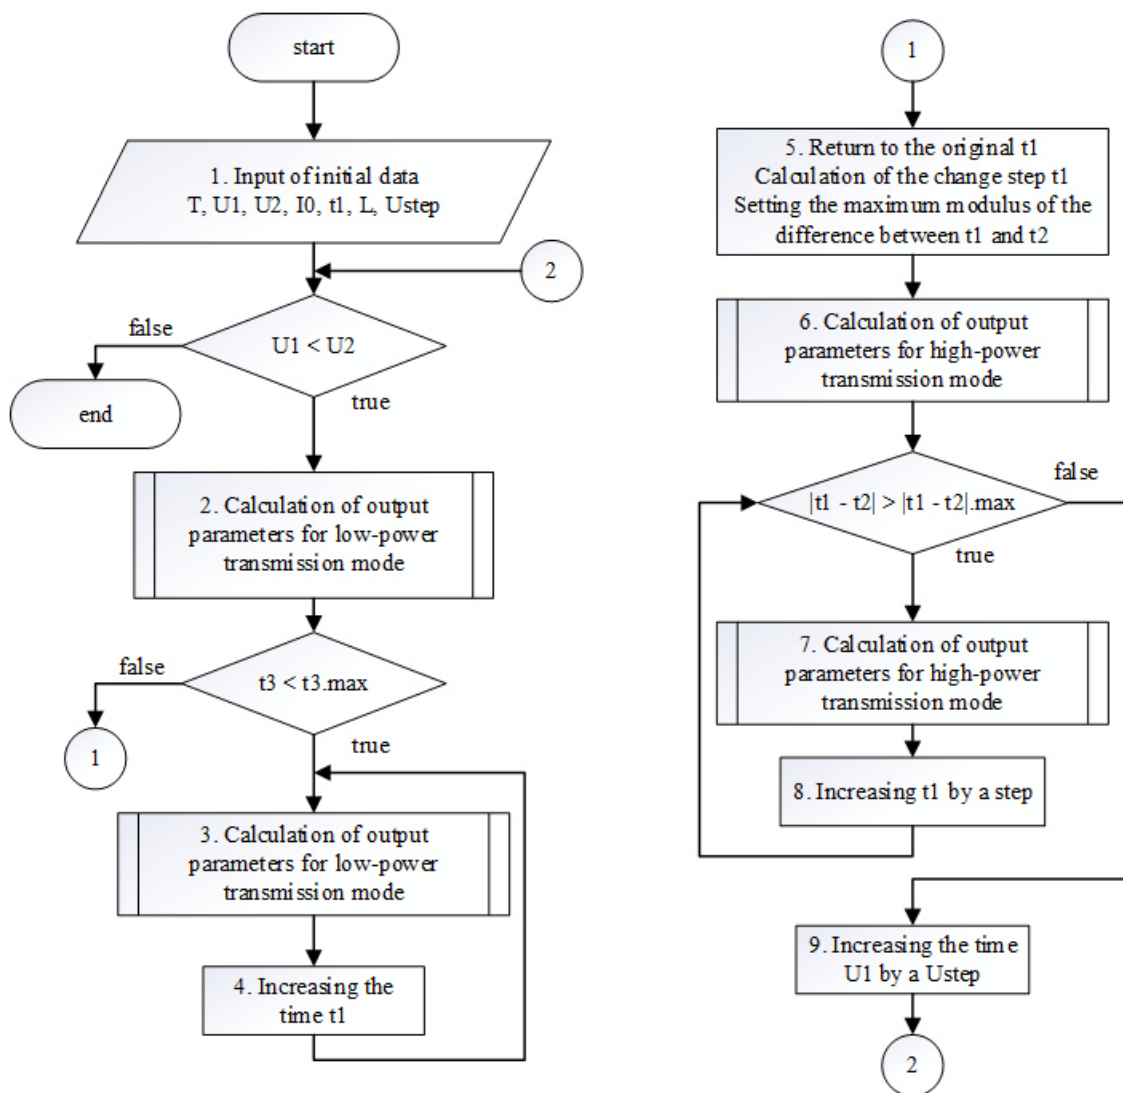 start
1. Input of initial data
T, U1, U2, I0, t1, L, Ustep
2
false
U1 < U2
end
true
2. Calculation of output
parameters for low-power
transmission mode
false
t3 < t3.max
1
true
3. Calculation of output
parameters for low-power
transmission mode
4. Increasing the
time t1
1
5. Return to the original t1
Calculation of the change step t1
Setting the maximum modulus of the
difference between t1 and t2
6. Calculation of output
parameters for high-power
transmission mode
false
|t1 - t2| > |t1 - t2|.max
true
7. Calculation of output
parameters for high-power
transmission mode
8. Increasing t1 by a step
9. Increasing the time
U1 by a Ustep
2